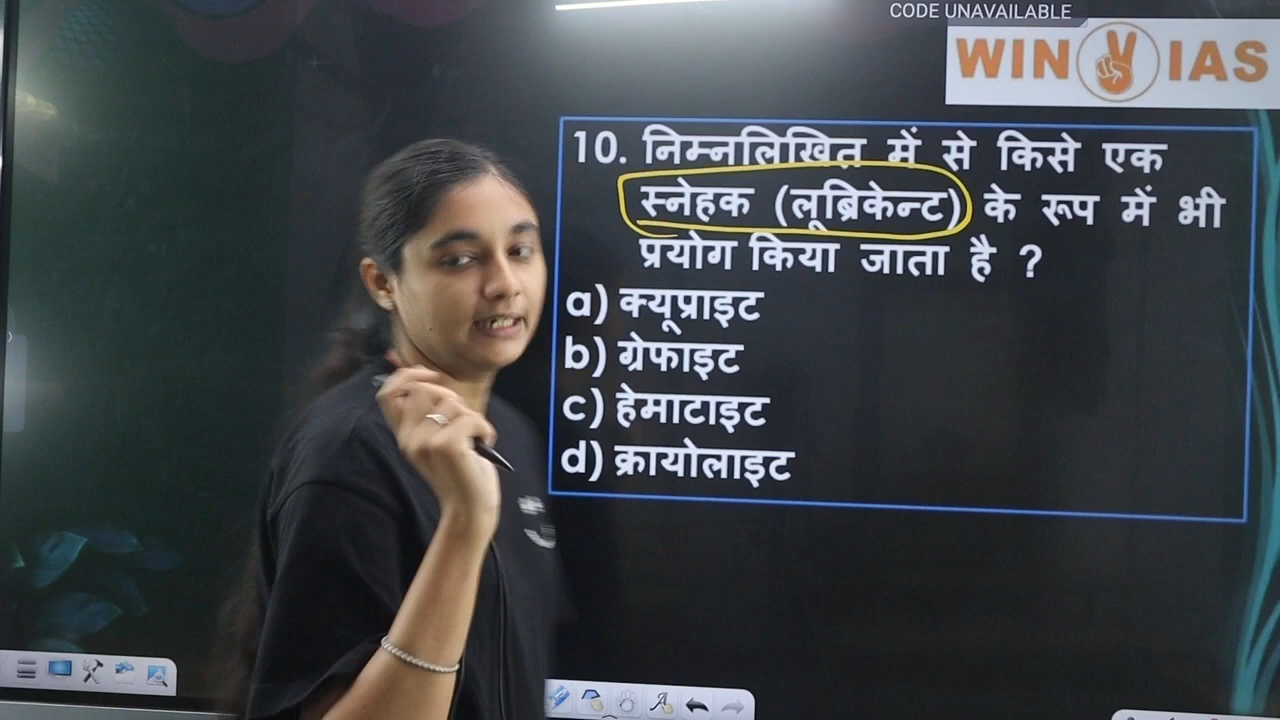 CODE UNAVAILABLE
WIN IAS
10. निम्नलिखित में से किसे एक
स्नेहक (लूब्रिकेन्ट) के रूप में भी
प्रयोग किया जाता है ?
a) क्यूप्राइट
b) ग्रेफाइट
c) हेमाटाइट
d) क्रायोलाइट